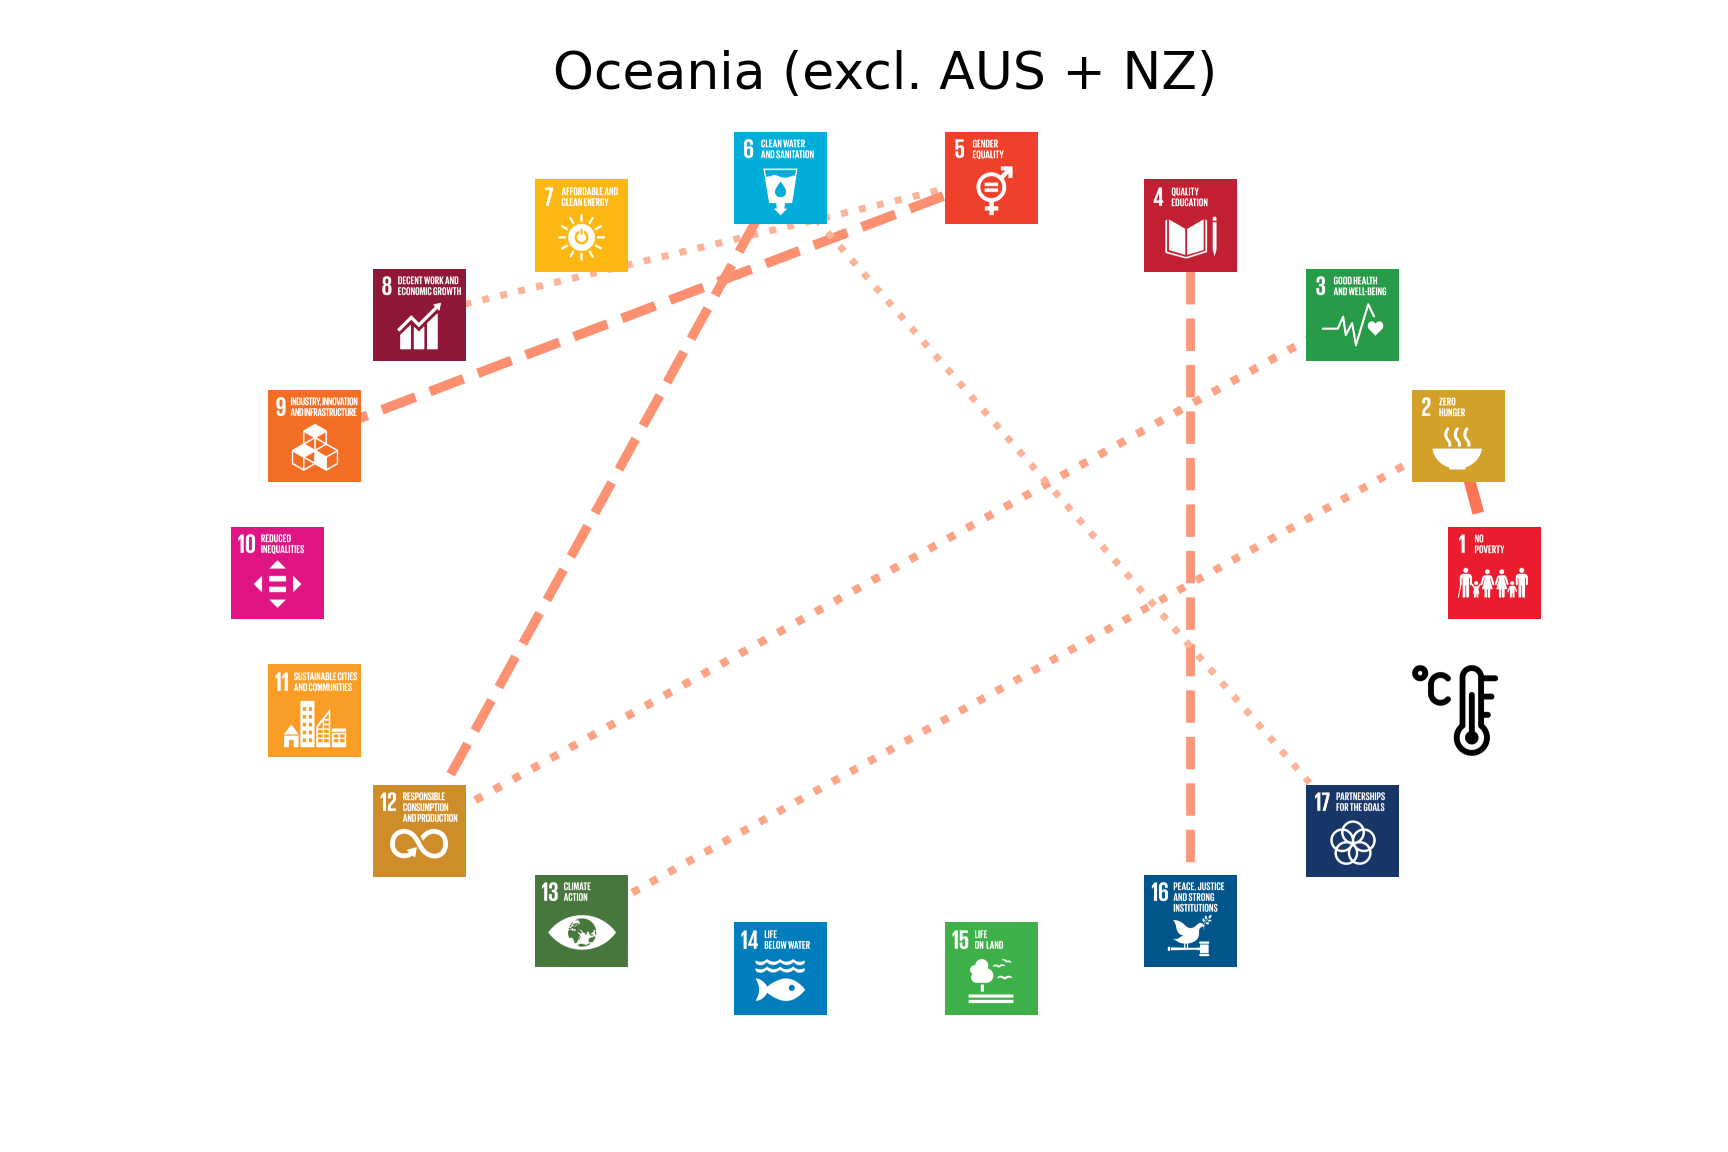 Oceania (excl. AUS + NZ)
6 CLEAN WATER
AND SANITATION
5 GENDER
EQUALITY
7 AFFORDABLE AND
CLEAN ENERGY
4 QUALITY
EDUCATION
8 DECENT WORK AND
ECONOMIC GROWTH
3 GOOD HEALTH
AND WELL-BEING
9 INDUSTRY, INNOVATION
AND INFRASTRUCTURE
2 ZERO
HUNGER
10 REDUCED
INEQUALITIES
1 NO
POVERTY
11 SUSTAINABLE CITIES
AND COMMUNITIES
°C
12 RESPONSIBLE
CONSUMPTION
AND PRODUCTION
17 PARTNERSHIPS
FOR THE GOALS
13 CLIMATE
ACTION
16 PEACE, JUSTICE
AND STRONG
INSTITUTIONS
14 LIFE
BELOW WATER
15 LIFE
ON LAND